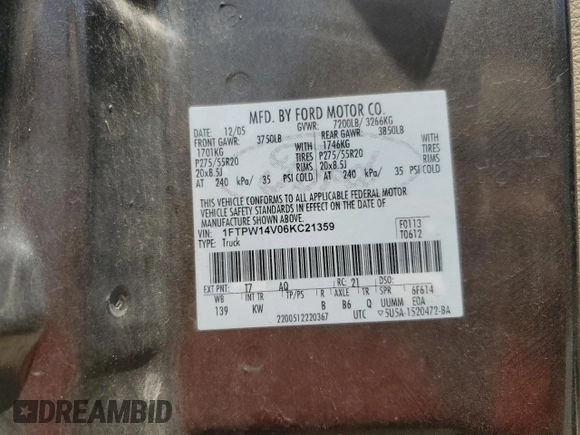 MFD. BY FORD MOTOR CO.
DATE: 12/05 GVWR: 7200LB/ 3266KG
FRONT GAWR: 3750LB REAR GAWR: 3850LB
1701KG WITH 1746KG WITH
P275/55R20 TIRES P275/55R20 TIRES
20x8.5J RIMS 20x8.5J RIMS
AT 240 kPa/ 35 PSI COLD AT 240 kPa/ 35 PSI COLD
THIS VEHICLE CONFORMS TO ALL APPLICABLE FEDERAL MOTOR
VEHICLE SAFETY STANDARDS IN EFFECT ON THE DATE OF
MANUFACTURE SHOWN ABOVE.
VIN: 1FTPW14V06KC21359 F0113
TYPE: Truck T0612
EXT PNT: T7 AQ RC: 21 DSO:
WB INT TR TP/PS R AXLE TR SPR 6F614
139 KW B B6 Q UUMM EOA
2200512220367 UTC 5U5A-1520472-BA
DREAMBID